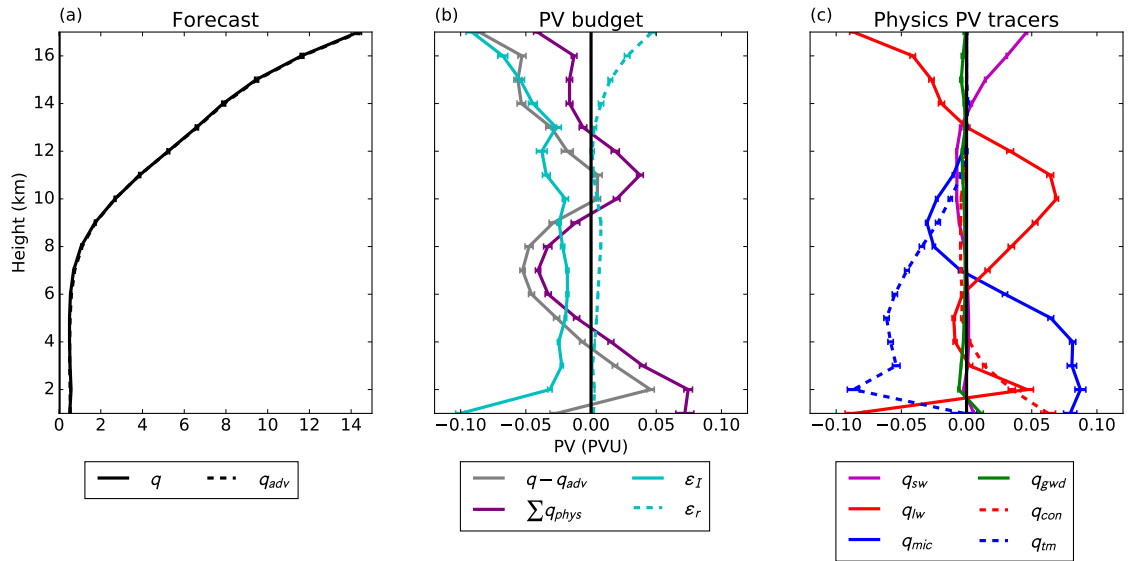 (a) Forecast
(b) PV budget
(c) Physics PV tracers
Height (km)
16
14
12
10
8
6
4
2
0 2 4 6 8 10 12 14
−0.10 −0.05 0.00 0.05 0.10
PV (PVU)
−0.10 −0.05 0.00 0.05 0.10
q q_adv
q − q_adv ε_I
∑ q_phys ε_r
q_sw q_gwd
q_lw q_con
q_mic q_tm